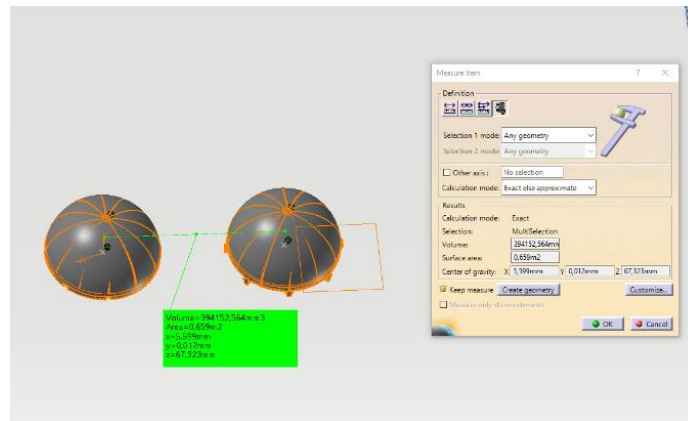 Measure Item
? X
Definition
Selection 1 mode: Any geometry
Selection 2 mode: Any geometry
Other axis : No selection
Calculation mode: Exact else approximate
Results
Calculation mode: Exact
Selection: MultiSelection
Volume: 394152,564mm
Surface area: 0,659m2
Center of gravity: X 5,599mm Y 0,012mm Z 67,323mm
Keep measure Create geometry Customize...
Measure only shown elements
OK Cancel
Volume=394152,564mm3
Area=0,659m2
x=5,599mm
y=0,012mm
z=67,323mm